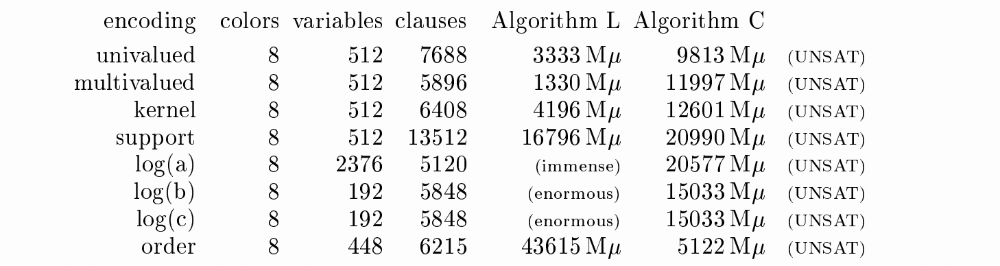 encoding colors variables clauses Algorithm L Algorithm C
univalued 8 512 7688 3333 Mμ 9813 Mμ (UNSAT)
multivalued 8 512 5896 1330 Mμ 11997 Mμ (UNSAT)
kernel 8 512 6408 4196 Mμ 12601 Mμ (UNSAT)
support 8 512 13512 16796 Mμ 20990 Mμ (UNSAT)
log(a) 8 2376 5120 (immense) 20577 Mμ (UNSAT)
log(b) 8 192 5848 (enormous) 15033 Mμ (UNSAT)
log(c) 8 192 5848 (enormous) 15033 Mμ (UNSAT)
order 8 448 6215 43615 Mμ 5122 Mμ (UNSAT)